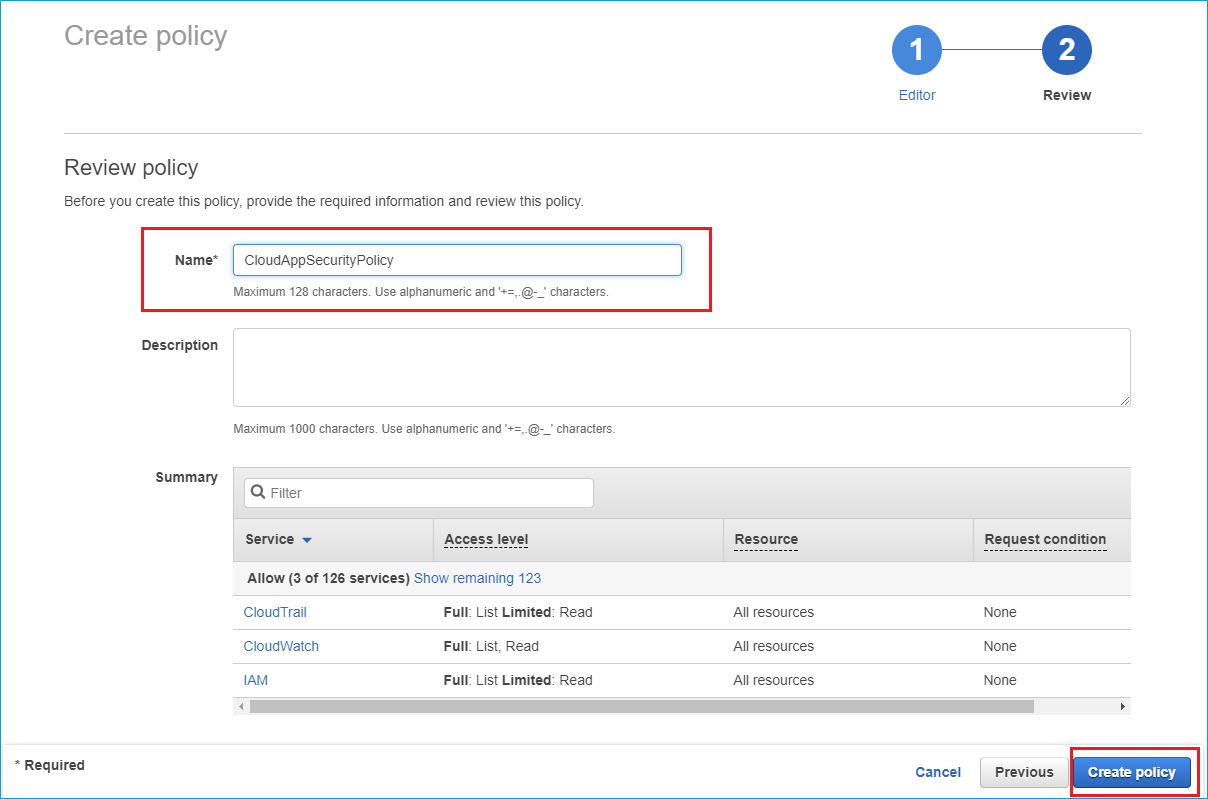 Create policy
1
2
Editor
Review
Review policy
Before you create this policy, provide the required information and review this policy.
Name* CloudAppSecurityPolicy
Maximum 128 characters. Use alphanumeric and '+=,.@-_' characters.
Description
Maximum 1000 characters. Use alphanumeric and '+=,.@-_' characters.
Summary
Filter
Service Access level Resource Request condition
Allow (3 of 126 services) Show remaining 123
CloudTrail Full: List Limited: Read All resources None
CloudWatch Full: List, Read All resources None
IAM Full: List Limited: Read All resources None
* Required
Cancel Previous Create policy